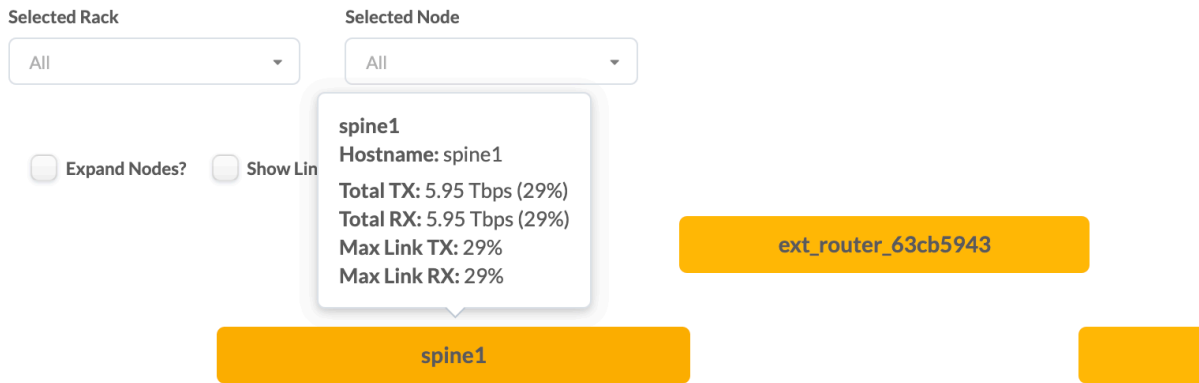 Selected Rack
Selected Node
All
All
spine1
Hostname: spine1
Expand Nodes?
Show Lin
Total TX: 5.95 Tbps (29%)
Total RX: 5.95 Tbps (29%)
Max Link TX: 29%
Max Link RX: 29%
ext_router_63cb5943
spine1